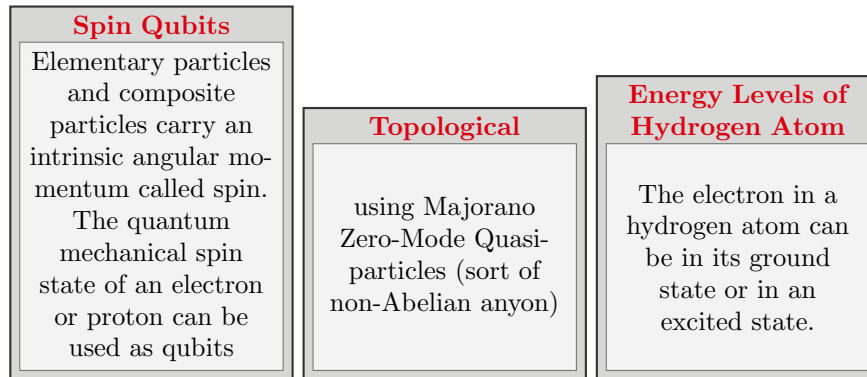 Spin Qubits
Elementary particles
and composite
particles carry an
intrinsic angular mo-
mentum called spin.
The quantum
mechanical spin
state of an electron
or proton can be
used as qubits
Topological
using Majorano
Zero-Mode Quasi-
particles (sort of
non-Abelian anyon)
Energy Levels of
Hydrogen Atom
The electron in a
hydrogen atom can
be in its ground
state or in an
excited state.